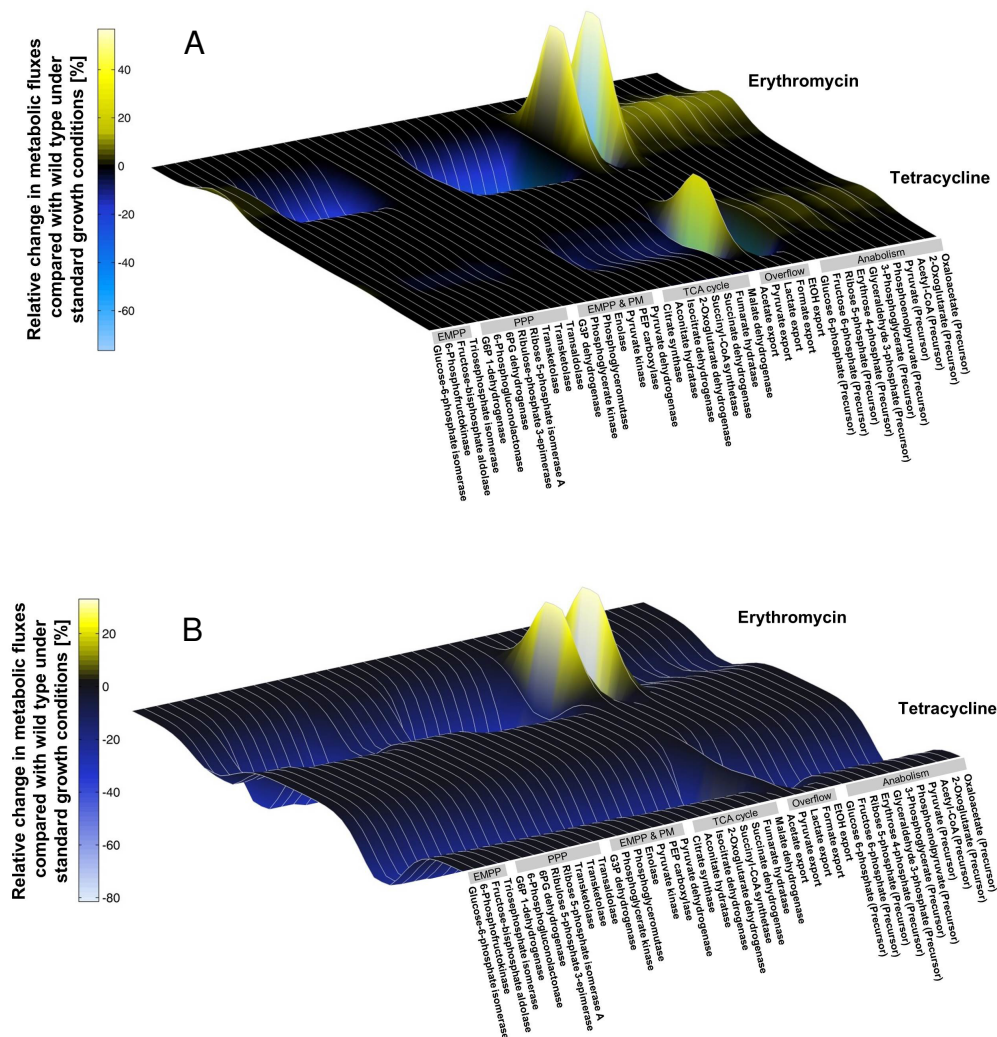 A
Relative change in metabolic fluxes
compared with wild type under
standard growth conditions [%]
40
20
0
-20
-40
-60
Erythromycin
Tetracycline
EMPP
PPP
EMPP & PM
TCA cycle
Overflow
Anabolism
Glucose-6-phosphate isomerase
6-Phosphofructokinase
Fructose-bisphosphate aldolase
Triosephosphate isomerase
G6P 1-dehydrogenase
6-Phosphogluconolactonase
6PG dehydrogenase
Ribulose-phosphate 3-epimerase
Ribose 5-phosphate isomerase A
Transketolase
Transketolase
Transaldolase
G3P dehydrogenase
Phosphoglycerate kinase
Phosphoglyceromutase
Enolase
Pyruvate kinase
PEP carboxylase
Pyruvate dehydrogenase
Citrate synthase
Aconitate hydratase
Isocitrate dehydrogenase
2-Oxoglutarate dehydrogenase
Succinyl-CoA synthetase
Succinate dehydrogenase
Fumarate hydratase
Malate dehydrogenase
Acetate export
Pyruvate export
Lactate export
Formate export
EtOH export
Glucose 6-phosphate (Precursor)
Fructose 6-phosphate (Precursor)
Ribose 5-phosphate (Precursor)
Erythrose 4-phosphate (Precursor)
Glyceraldehyde 3-phosphate (Precursor)
3-Phosphoglycerate (Precursor)
Phosphoenolpyruvate (Precursor)
Pyruvate (Precursor)
Acetyl-CoA (Precursor)
2-Oxoglutarate (Precursor)
Oxaloacetate (Precursor)
B
Relative change in metabolic fluxes
compared with wild type under
standard growth conditions [%]
20
0
-20
-40
-60
-80
Erythromycin
Tetracycline
EMPP
PPP
EMPP & PM
TCA cycle
Overflow
Anabolism
Glucose-6-phosphate isomerase
6-Phosphofructokinase
Fructose-bisphosphate aldolase
Triosephosphate isomerase
G6P 1-dehydrogenase
6-Phosphogluconolactonase
6PG dehydrogenase
Ribulose 5-phosphate 3-epimerase
Ribose 5-phosphate isomerase A
Transketolase
Transketolase
Transaldolase
G3P dehydrogenase
Phosphoglycerate kinase
Phosphoglyceromutase
Enolase
Pyruvate kinase
PEP carboxylase
Pyruvate dehydrogenase
Citrate synthase
Aconitate hydratase
Isocitrate dehydrogenase
2-Oxoglutarate dehydrogenase
Succinyl-CoA synthetase
Succinate dehydrogenase
Fumarate hydratase
Malate dehydrogenase
Acetate export
Pyruvate export
Lactate export
Formate export
EtOH export
Glucose 6-phosphate (Precursor)
Fructose 6-phosphate (Precursor)
Ribose 5-phosphate (Precursor)
Erythrose 4-phosphate (Precursor)
Glyceraldehyde 3-phosphate (Precursor)
3-Phosphoglycerate (Precursor)
Phosphoenolpyruvate (Precursor)
Pyruvate (Precursor)
Acetyl-CoA (Precursor)
2-Oxoglutarate (Precursor)
Oxaloacetate (Precursor)